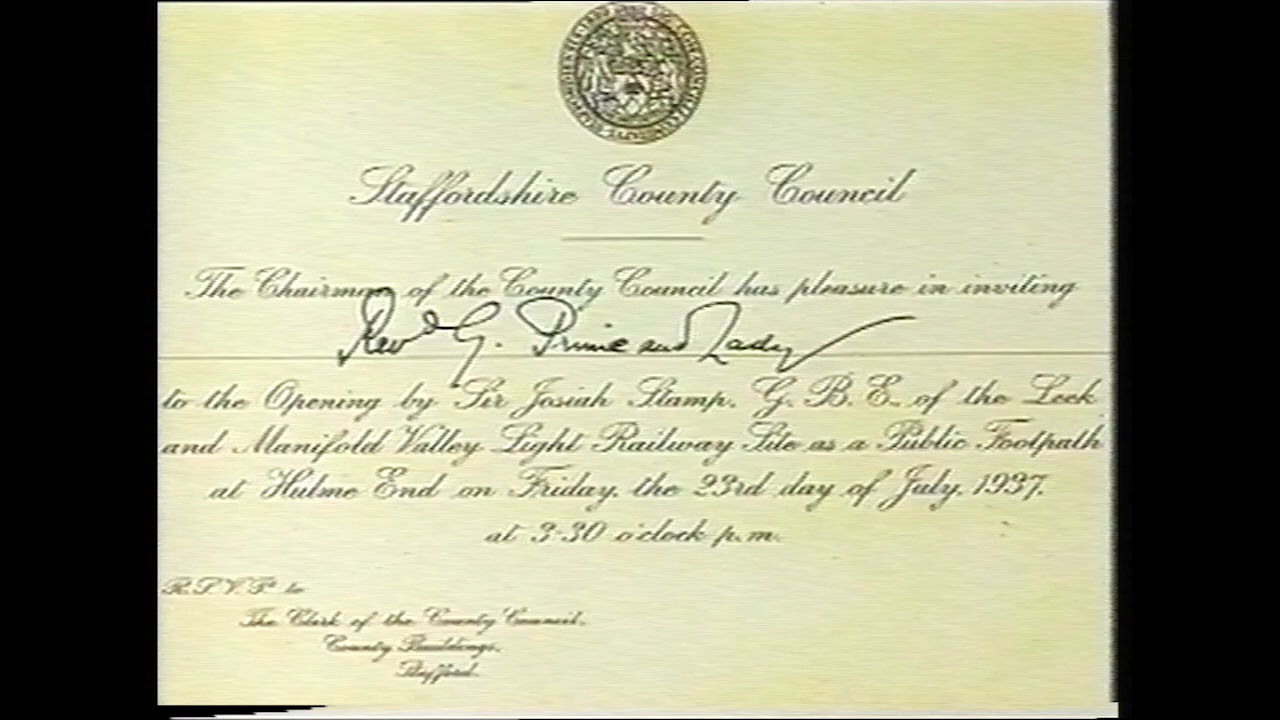 Staffordshire County Council
The Chairman of the County Council has pleasure in inviting
Revd G. Prime and Lady
to the Opening by Sir Josiah Stamp, G.B.E. of the Leek
and Manifold Valley Light Railway Site as a Public Footpath
at Hulme End on Friday, the 23rd day of July, 1937,
at 3-30 o'clock p.m.
R.S.V.P. to
The Clerk of the County Council,
County Buildings,
Stafford.